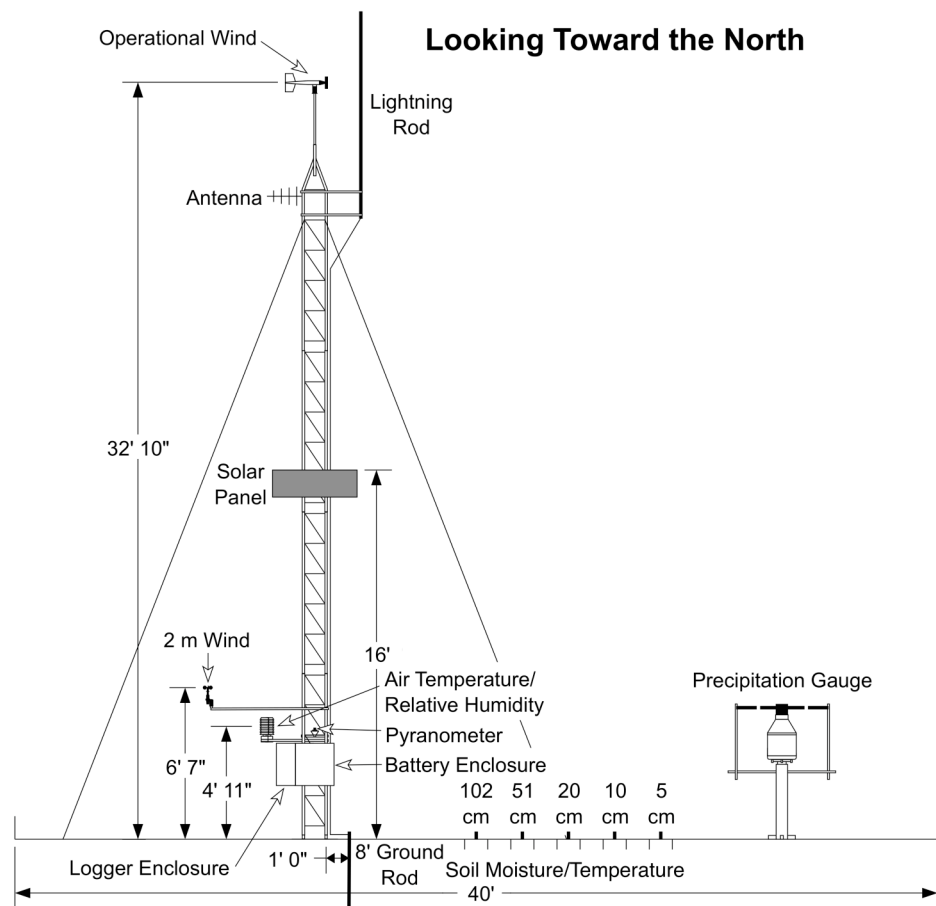 Looking Toward the North
Operational Wind
Lightning
Rod
Antenna
32' 10"
Solar
Panel
16'
2 m Wind
Air Temperature/
Relative Humidity
Precipitation Gauge
Pyranometer
6' 7"
4' 11"
Battery Enclosure
102 51 20 10 5
cm cm cm cm cm
Logger Enclosure
1' 0"
8' Ground
Rod
Soil Moisture/Temperature
40'